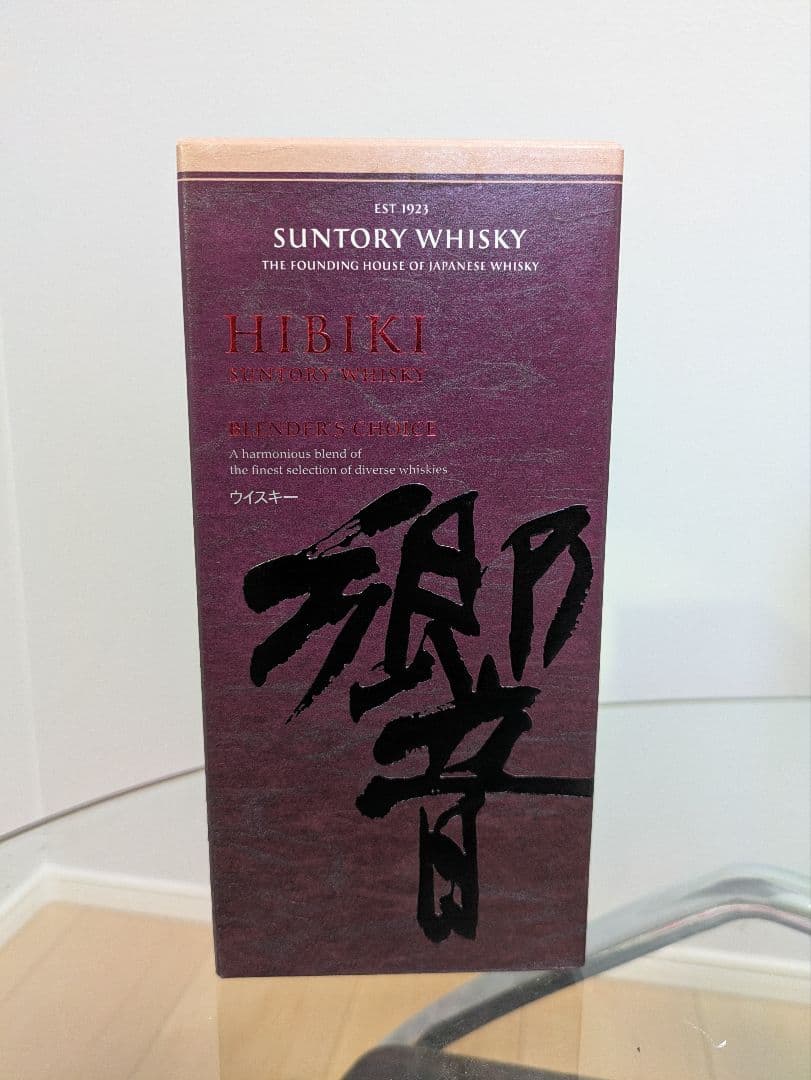 EST 1923
SUNTORY WHISKY
THE FOUNDING HOUSE OF JAPANESE WHISKY
HIBIKI
SUNTORY WHISKY
BLENDER'S CHOICE
A harmonious blend of
the finest selection of diverse whiskies
ウイスキー
響